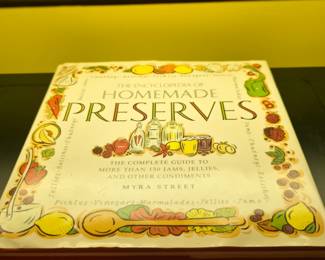 THE ENCYCLOPEDIA OF
HOMEMADE
PRESERVES
THE COMPLETE GUIDE TO
MORE THAN 150 JAMS, JELLIES,
AND OTHER CONDIMENTS
MYRA STREET
Pickles - Vinegars - Marmalades - Jellies - Jams